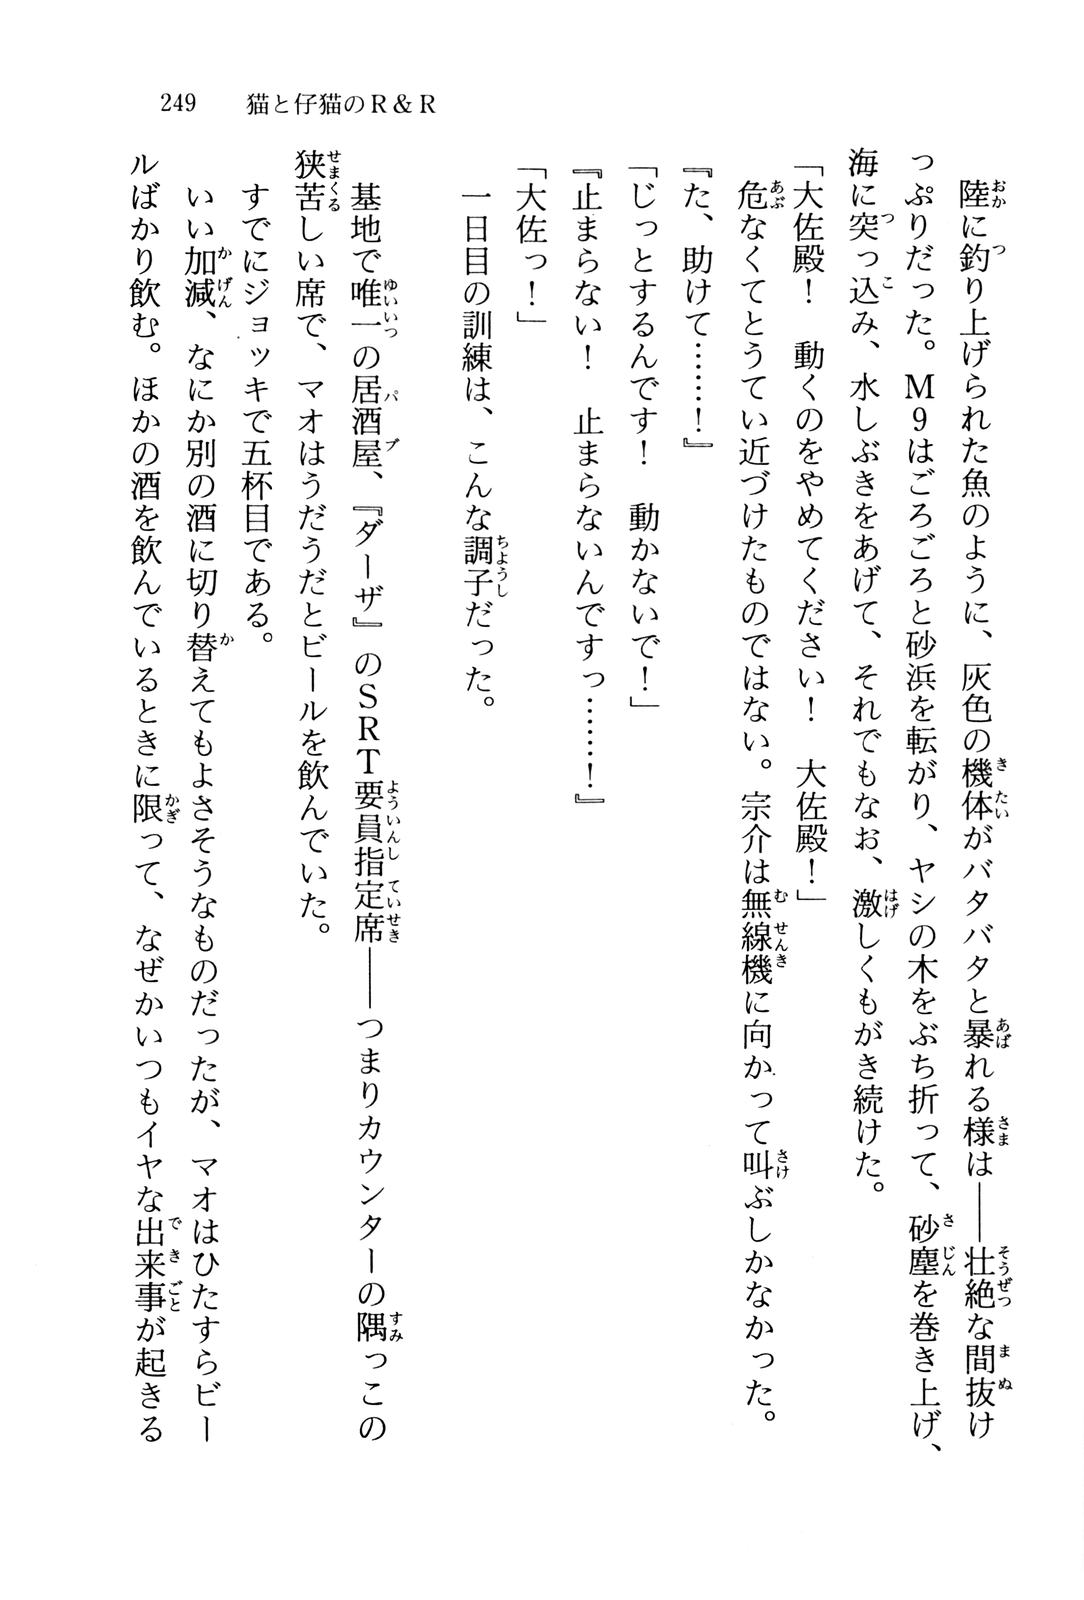 249　猫と仔猫のR＆R
　陸に釣り上げられた魚のように、灰色の機体がバタバタと暴れる様は――壮絶な間抜け
っぷりだった。M9はごろごろと砂浜を転がり、ヤシの木をぶち折って、砂塵を巻き上げ、
海に突っ込み、水しぶきをあげて、それでもなお、激しくもがき続けた。
「大佐殿！　動くのをやめてください！　大佐殿！」
　危なくてとうてい近づけたものではない。宗介は無線機に向かって叫ぶしかなかった。
『た、助けて……！』
「じっとするんです！　動かないで！」
『止まらない！　止まらないんですっ……！』
「大佐っ！」
　一日目の訓練は、こんな調子だった。
　基地で唯一の居酒屋、『ダーザ』のSRT要員指定席――つまりカウンターの隅っこの
狭苦しい席で、マオはうだうだとビールを飲んでいた。
　すでにジョッキで五杯目である。
　いい加減、なにか別の酒に切り替えてもよさそうなものだったが、マオはひたすらビー
ルばかり飲む。ほかの酒を飲んでいるときに限って、なぜかいつもイヤな出来事が起きる